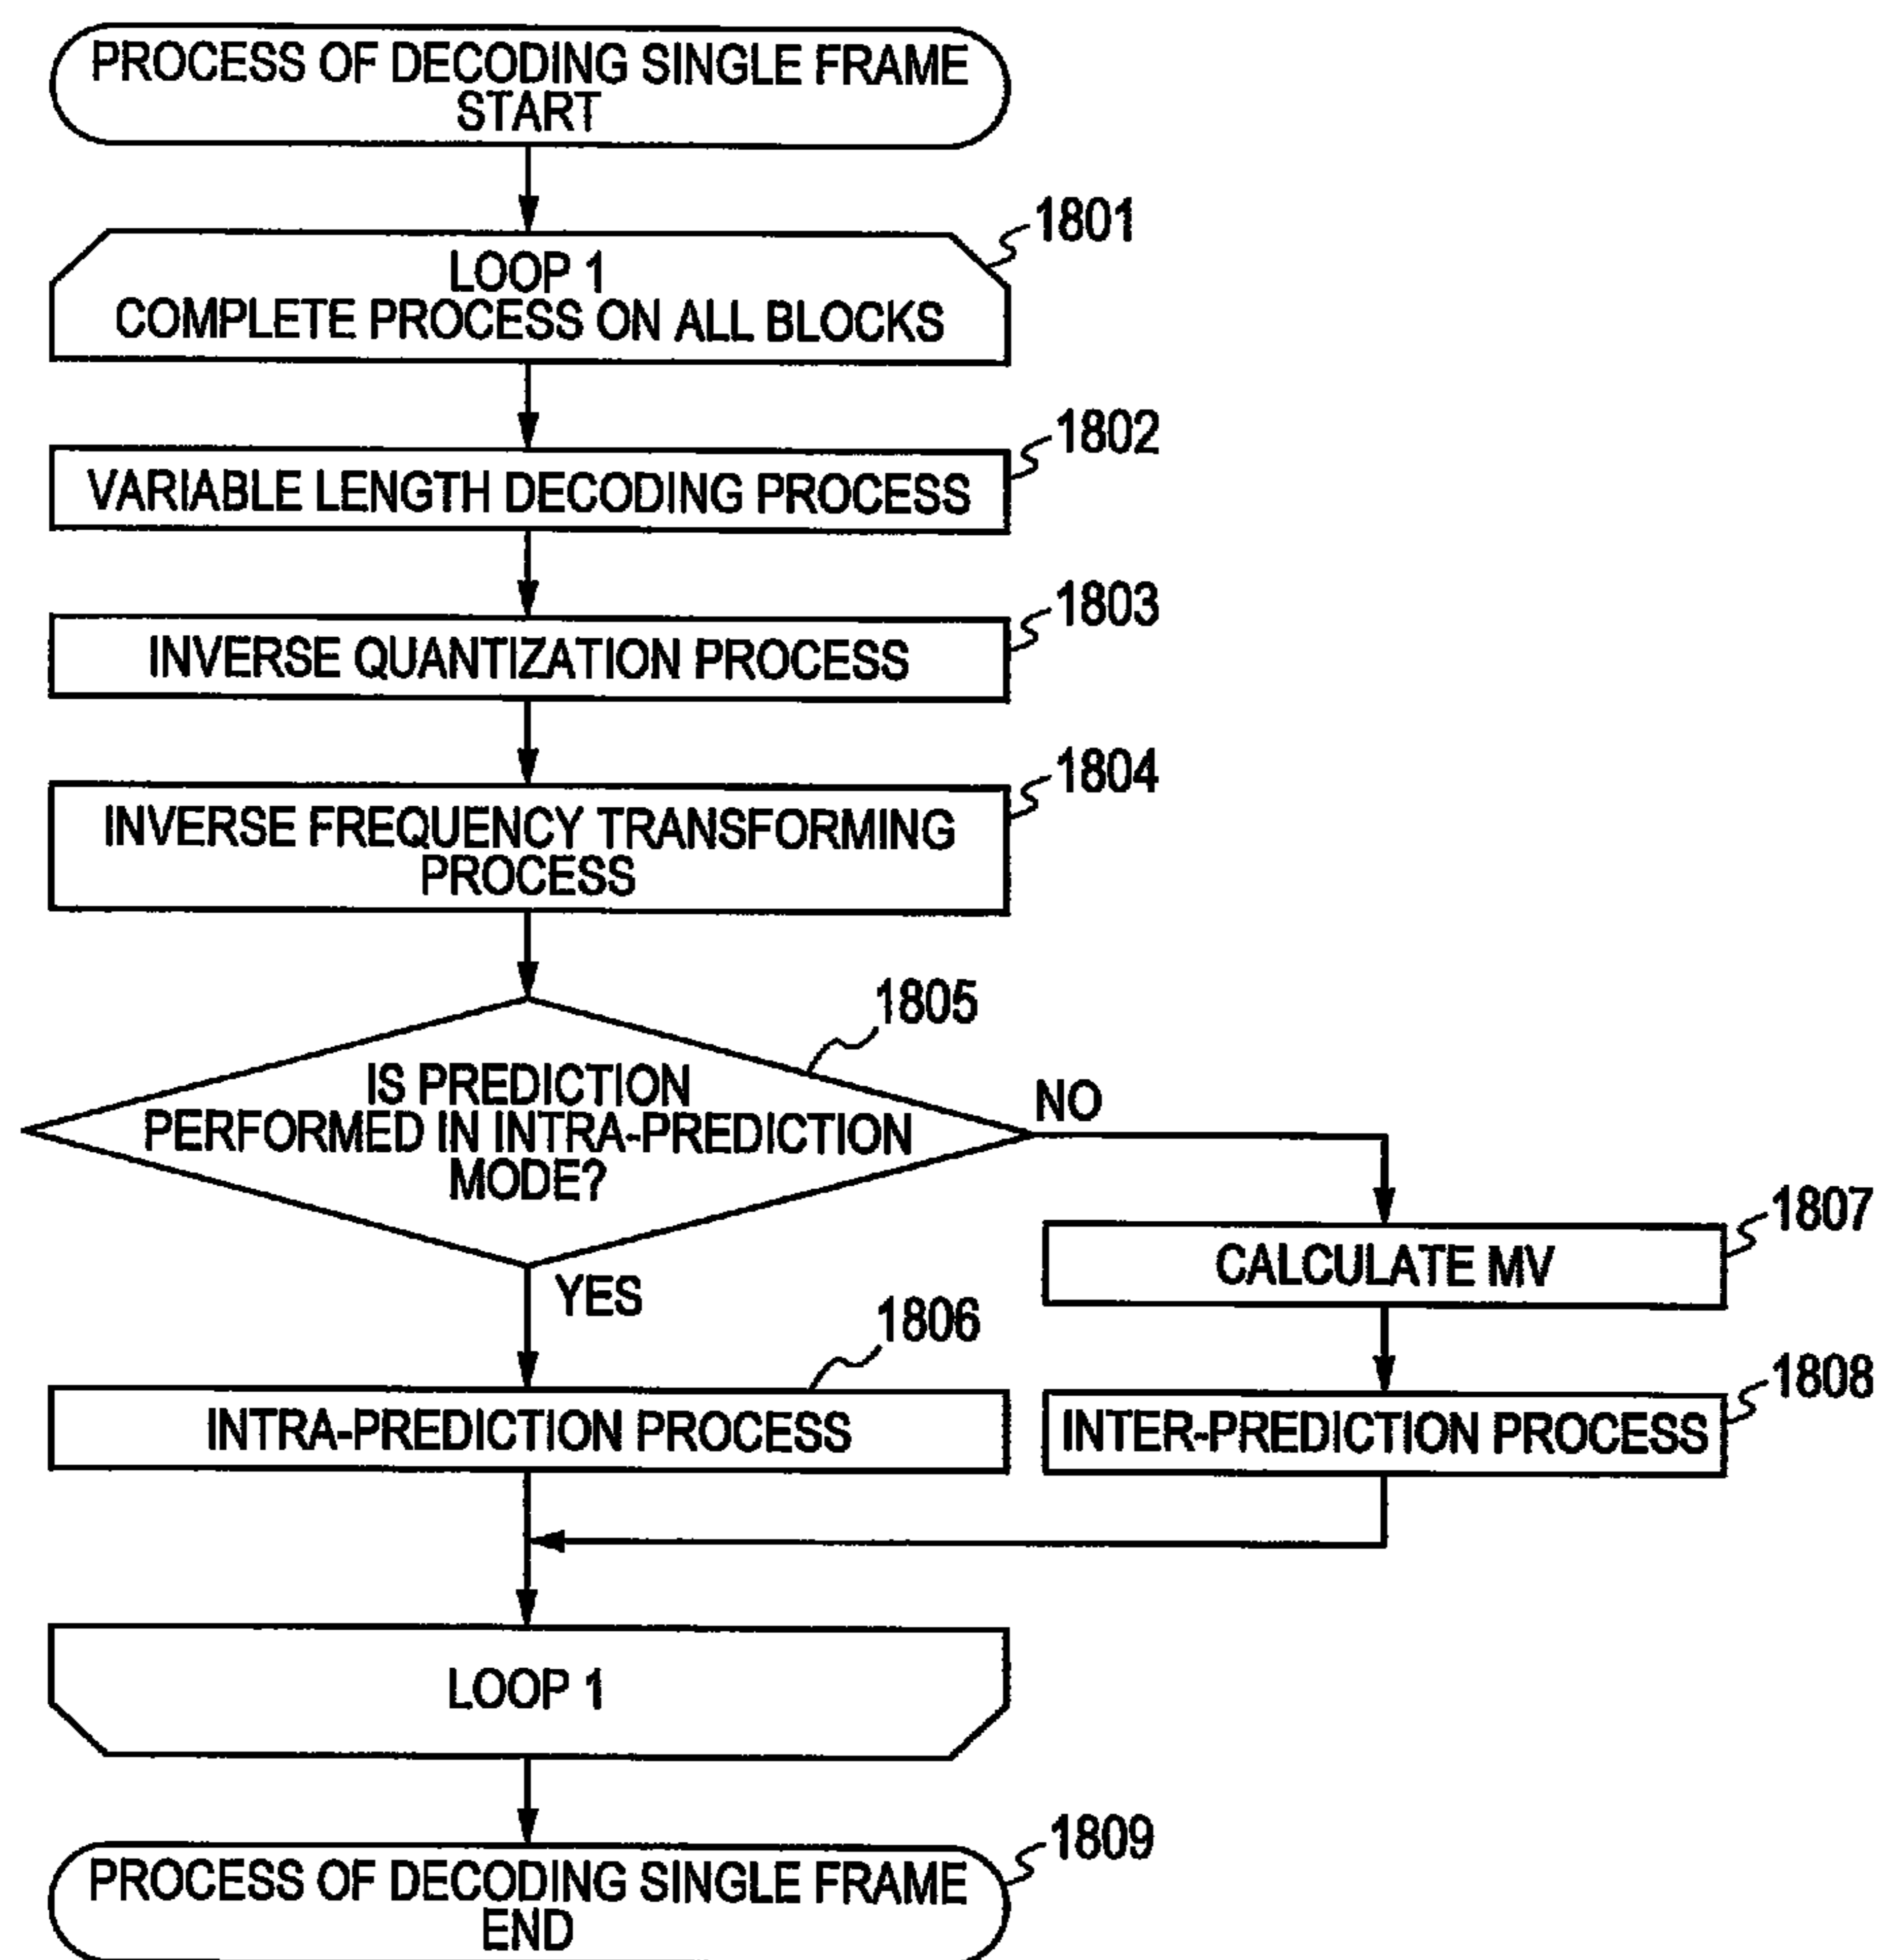 PROCESS OF DECODING SINGLE FRAME
START
1801
LOOP 1
COMPLETE PROCESS ON ALL BLOCKS
1802
VARIABLE LENGTH DECODING PROCESS
1803
INVERSE QUANTIZATION PROCESS
1804
INVERSE FREQUENCY TRANSFORMING
PROCESS
1805
IS PREDICTION
PERFORMED IN INTRA-PREDICTION
MODE?
NO
YES
1807
CALCULATE MV
1806
INTRA-PREDICTION PROCESS
1808
INTER-PREDICTION PROCESS
LOOP 1
1809
PROCESS OF DECODING SINGLE FRAME
END